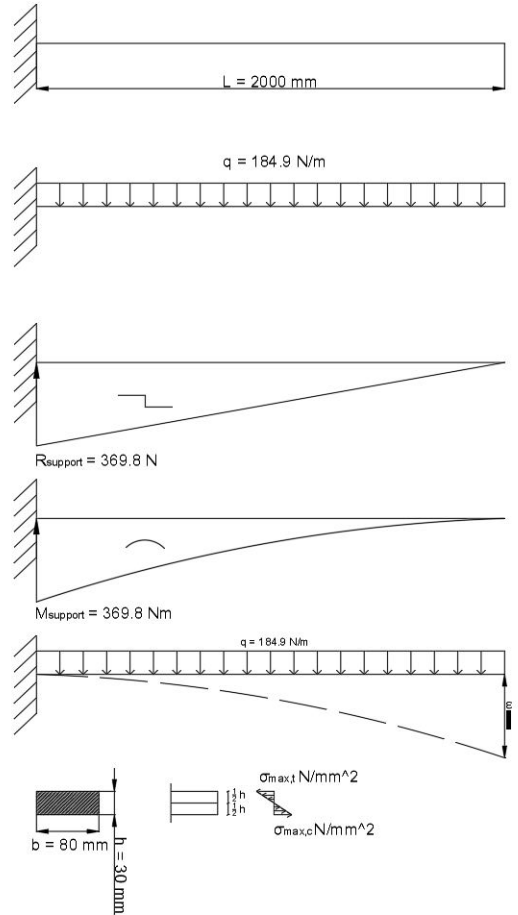 L = 2000 mm
q = 184.9 N/m
Rsupport = 369.8 N
Msupport = 369.8 Nm
q = 184.9 N/m
σmax,t N/mm^2
½ h
½ h
σmax,c N/mm^2
b = 80 mm
h = 30 mm